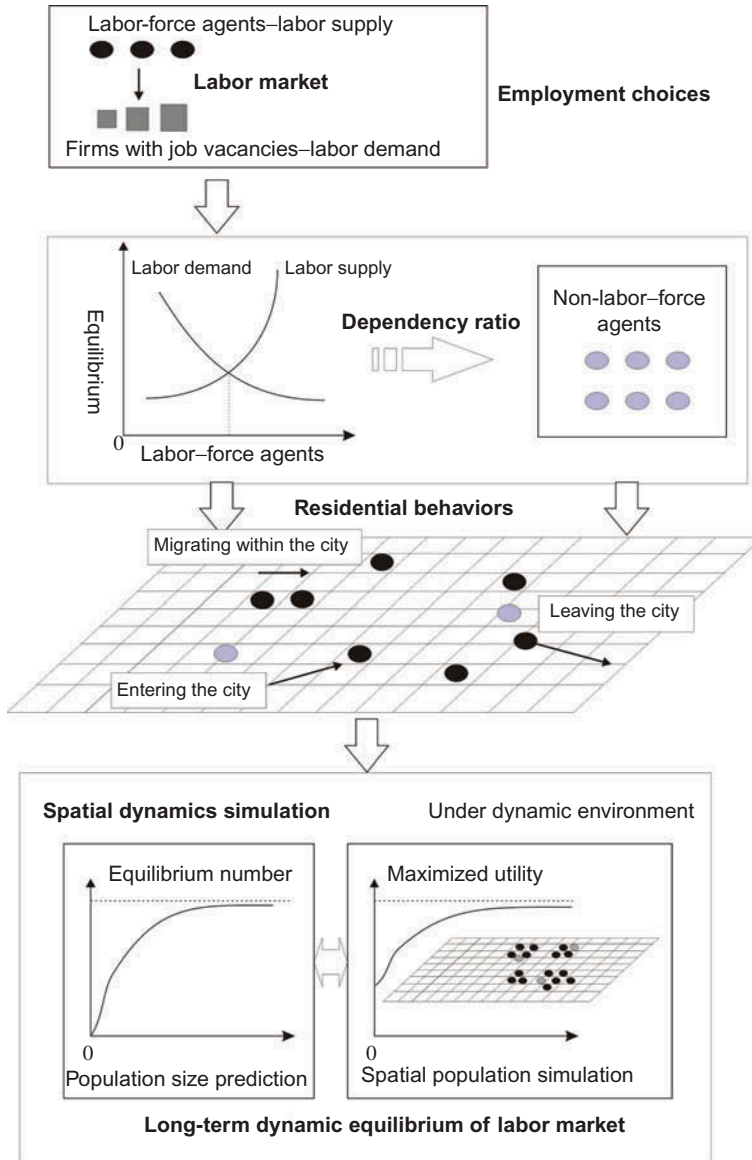 Labor-force agents–labor supply
Labor market
Employment choices
Firms with job vacancies–labor demand
Labor demand
Labor supply
Equilibrium
0
Labor–force agents
Dependency ratio
Non-labor–force
agents
Residential behaviors
Migrating within the city
Leaving the city
Entering the city
Spatial dynamics simulation
Under dynamic environment
Equilibrium number
0
Population size prediction
Maximized utility
0
Spatial population simulation
Long-term dynamic equilibrium of labor market